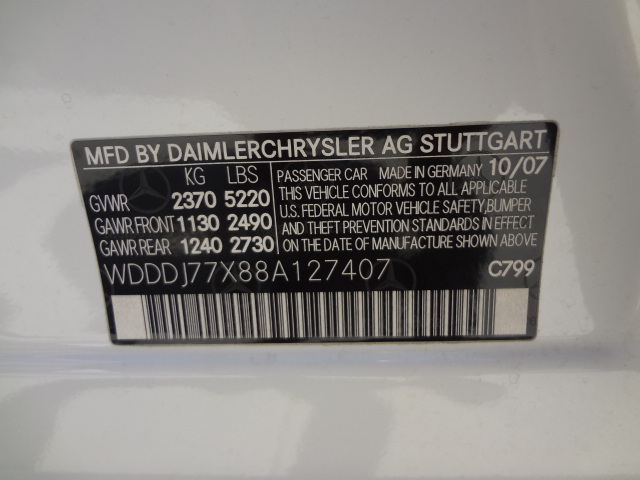 MFD BY DAIMLERCHRYSLER AG STUTTGART
KG LBS
GVWR 2370 5220
GAWR FRONT 1130 2490
GAWR REAR 1240 2730
PASSENGER CAR MADE IN GERMANY 10/07
THIS VEHICLE CONFORMS TO ALL APPLICABLE
U.S. FEDERAL MOTOR VEHICLE SAFETY, BUMPER
AND THEFT PREVENTION STANDARDS IN EFFECT
ON THE DATE OF MANUFACTURE SHOWN ABOVE.
WDDDJ77X88A127407 C799